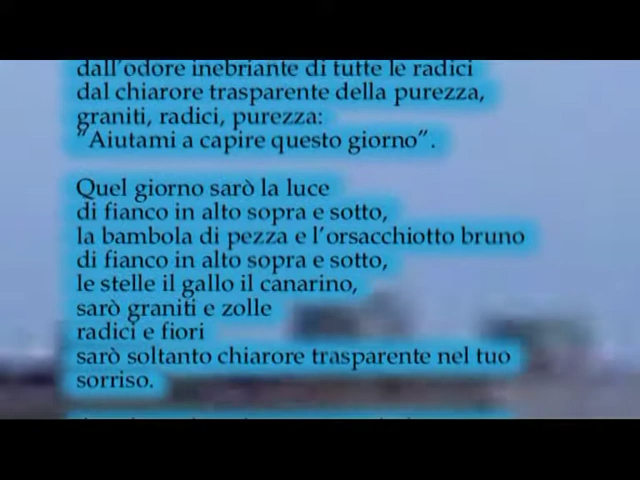 dall'odore inebriante di tutte le radici
dal chiarore trasparente della purezza,
graniti, radici, purezza:
“Aiutami a capire questo giorno”.
Quel giorno sarò la luce
di fianco in alto sopra e sotto,
la bambola di pezza e l'orsacchiotto bruno
di fianco in alto sopra e sotto,
le stelle il gallo il canarino,
sarò graniti e zolle
radici e fiori
sarò soltanto chiarore trasparente nel tuo
sorriso.